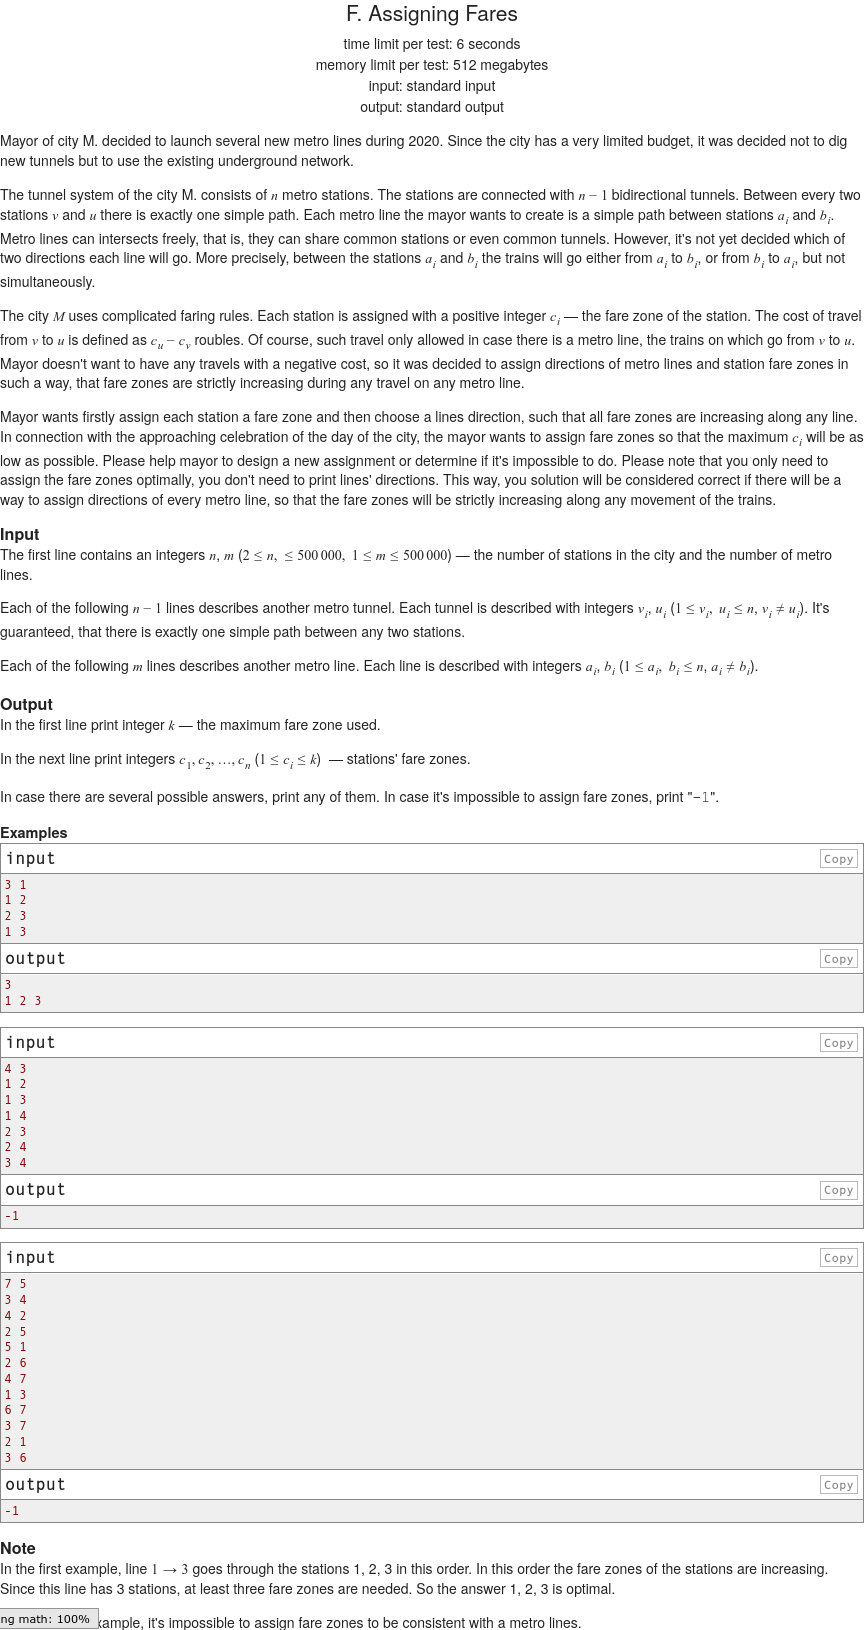 F. Assigning Fares
time limit per test: 6 seconds
memory limit per test: 512 megabytes
input: standard input
output: standard output
Mayor of city M. decided to launch several new metro lines during 2020. Since the city has a very limited budget, it was decided not to dig
new tunnels but to use the existing underground network.
The tunnel system of the city M. consists of n metro stations. The stations are connected with n − 1 bidirectional tunnels. Between every two
stations v and u there is exactly one simple path. Each metro line the mayor wants to create is a simple path between stations a_i and b_i.
Metro lines can intersects freely, that is, they can share common stations or even common tunnels. However, it's not yet decided which of
two directions each line will go. More precisely, between the stations a_i and b_i the trains will go either from a_i to b_i, or from b_i to a_i, but not
simultaneously.
The city M uses complicated faring rules. Each station is assigned with a positive integer c_i — the fare zone of the station. The cost of travel
from v to u is defined as c_u − c_v roubles. Of course, such travel only allowed in case there is a metro line, the trains on which go from v to u.
Mayor doesn't want to have any travels with a negative cost, so it was decided to assign directions of metro lines and station fare zones in
such a way, that fare zones are strictly increasing during any travel on any metro line.
Mayor wants firstly assign each station a fare zone and then choose a lines direction, such that all fare zones are increasing along any line.
In connection with the approaching celebration of the day of the city, the mayor wants to assign fare zones so that the maximum c_i will be as
low as possible. Please help mayor to design a new assignment or determine if it's impossible to do. Please note that you only need to
assign the fare zones optimally, you don't need to print lines' directions. This way, you solution will be considered correct if there will be a
way to assign directions of every metro line, so that the fare zones will be strictly increasing along any movement of the trains.
Input
The first line contains an integers n, m (2 ≤ n, ≤ 500 000, 1 ≤ m ≤ 500 000) — the number of stations in the city and the number of metro
lines.
Each of the following n − 1 lines describes another metro tunnel. Each tunnel is described with integers v_i, u_i (1 ≤ v_i, u_i ≤ n, v_i ≠ u_i). It's
guaranteed, that there is exactly one simple path between any two stations.
Each of the following m lines describes another metro line. Each line is described with integers a_i, b_i (1 ≤ a_i, b_i ≤ n, a_i ≠ b_i).
Output
In the first line print integer k — the maximum fare zone used.
In the next line print integers c_1, c_2, …, c_n (1 ≤ c_i ≤ k) — stations' fare zones.
In case there are several possible answers, print any of them. In case it's impossible to assign fare zones, print "-1".
Examples
input Copy
3 1
1 2
2 3
1 3
output Copy
3
1 2 3
input Copy
4 3
1 2
1 3
1 4
2 3
2 4
3 4
output Copy
-1
input Copy
7 5
3 4
4 2
2 5
5 1
2 6
4 7
1 3
6 7
3 7
2 1
3 6
output Copy
-1
Note
In the first example, line 1 → 3 goes through the stations 1, 2, 3 in this order. In this order the fare zones of the stations are increasing.
Since this line has 3 stations, at least three fare zones are needed. So the answer 1, 2, 3 is optimal.
ng math: 100% xample, it's impossible to assign fare zones to be consistent with a metro lines.